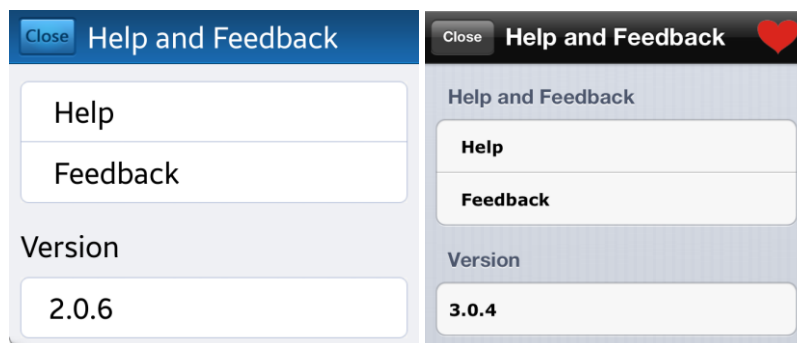 Close Help and Feedback
Help
Feedback
Version
2.0.6
Close Help and Feedback
Help and Feedback
Help
Feedback
Version
3.0.4